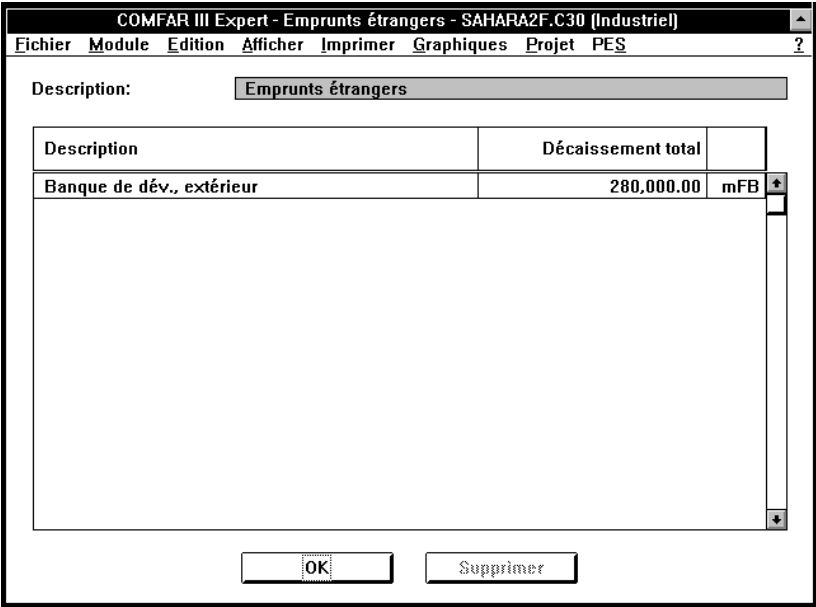 COMFAR III Expert - Emprunts étrangers - SAHARA2F.C30 (Industriel)
Fichier Module Edition Afficher Imprimer Graphiques Projet PES ?
Description: Emprunts étrangers
Description Décaissement total
Banque de dév., extérieur 280,000.00 mFB
OK Supprimer